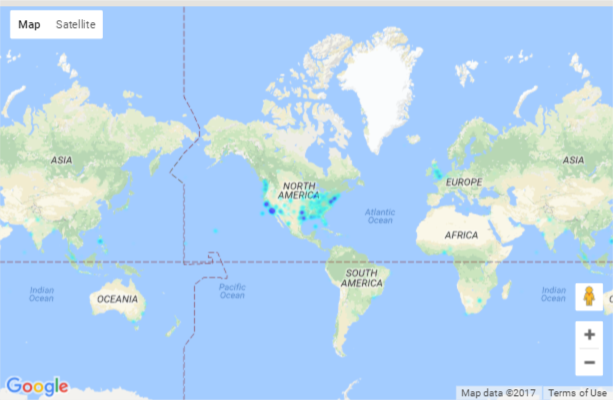 Map Satellite
ASIA
NORTH
AMERICA
EUROPE
ASIA
Atlantic
Ocean
AFRICA
SOUTH
AMERICA
Indian
Ocean
OCEANIA
Pacific
Ocean
Indian
Ocean
O
Google
Map data ©2017 Terms of Use